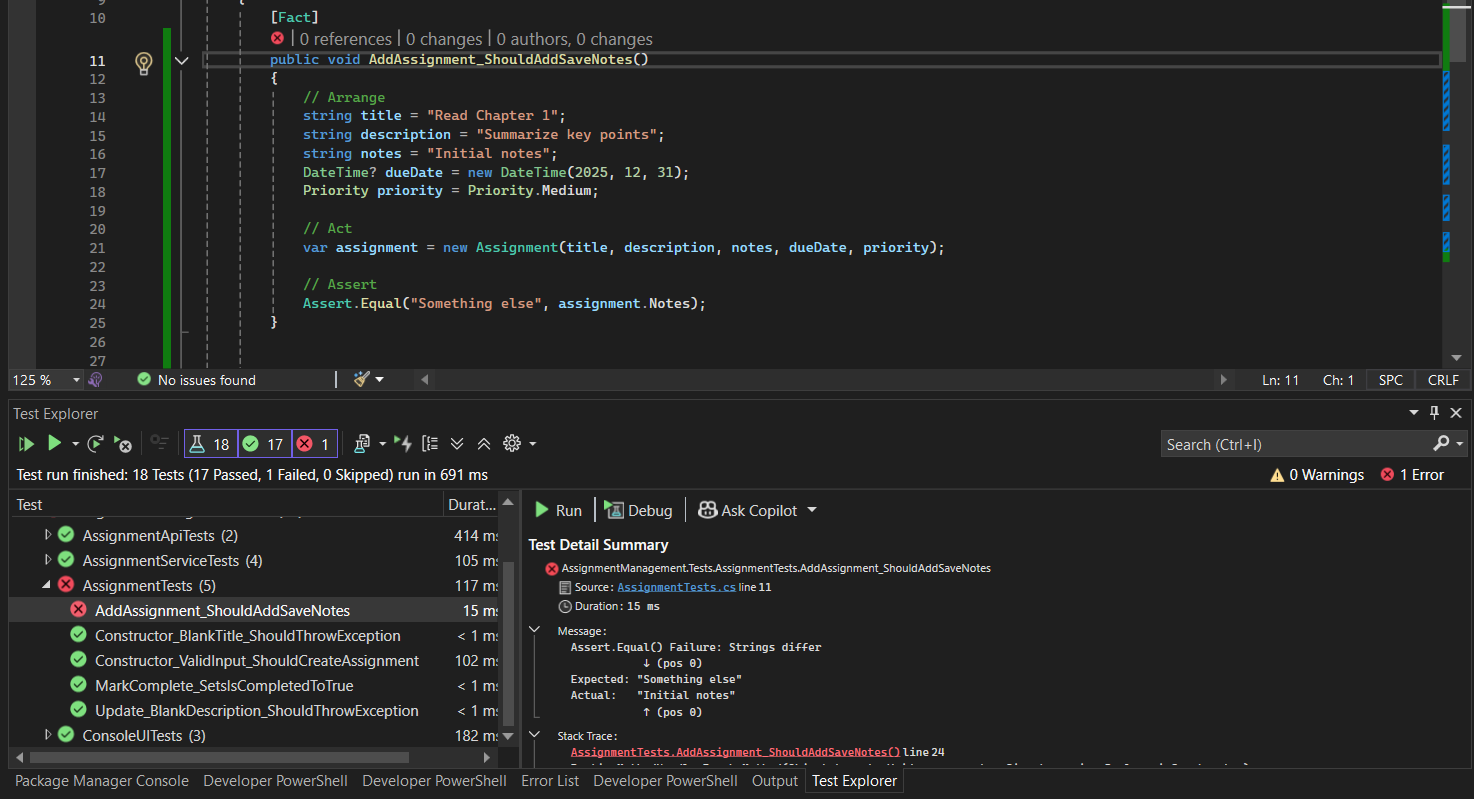 9 {
10 [Fact]
| 0 references | 0 changes | 0 authors, 0 changes
11 public void AddAssignment_ShouldAddSaveNotes()
12 {
13 // Arrange
14 string title = "Read Chapter 1";
15 string description = "Summarize key points";
16 string notes = "Initial notes";
17 DateTime? dueDate = new DateTime(2025, 12, 31);
18 Priority priority = Priority.Medium;
19
20 // Act
21 var assignment = new Assignment(title, description, notes, dueDate, priority);
22
23 // Assert
24 Assert.Equal("Something else", assignment.Notes);
25 }
26
27
125 % No issues found Ln: 11 Ch: 1 SPC CRLF
Test Explorer
18 17 1 Search (Ctrl+I)
Test run finished: 18 Tests (17 Passed, 1 Failed, 0 Skipped) run in 691 ms 0 Warnings 1 Error
Test Durat...
AssignmentApiTests (2) 414 ms
AssignmentServiceTests (4) 105 ms
AssignmentTests (5) 117 ms
AddAssignment_ShouldAddSaveNotes 15 ms
Constructor_BlankTitle_ShouldThrowException < 1 ms
Constructor_ValidInput_ShouldCreateAssignment 102 ms
MarkComplete_SetsIsCompletedToTrue < 1 ms
Update_BlankDescription_ShouldThrowException < 1 ms
ConsoleUITests (3) 182 ms
Run Debug Ask Copilot
Test Detail Summary
AssignmentManagement.Tests.AssignmentTests.AddAssignment_ShouldAddSaveNotes
Source: AssignmentTests.cs line 11
Duration: 15 ms
Message:
Assert.Equal() Failure: Strings differ
↓ (pos 0)
Expected: "Something else"
Actual: "Initial notes"
↑ (pos 0)
Stack Trace:
AssignmentTests.AddAssignment_ShouldAddSaveNotes() line 24
Package Manager Console Developer PowerShell Developer PowerShell Error List Developer PowerShell Output Test Explorer